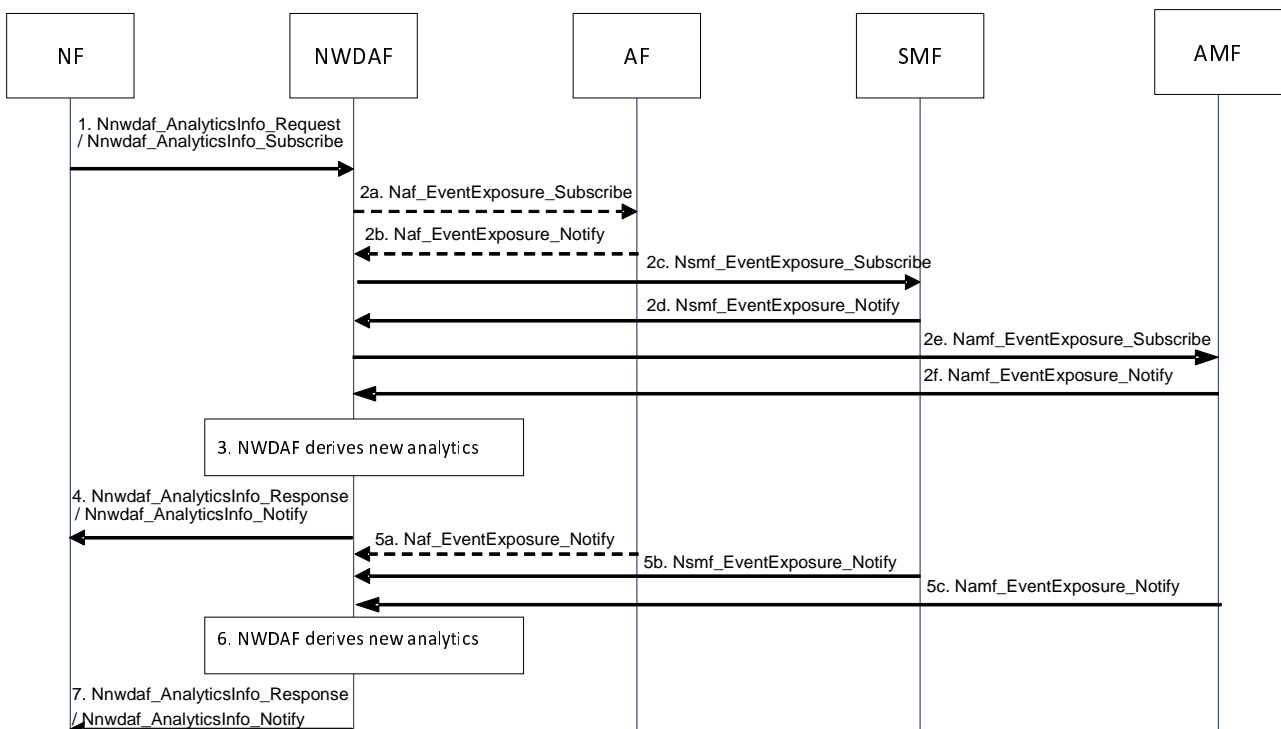 NF
NWDAF
AF
SMF
AMF
1. Nnwdaf_AnalyticsInfo_Request
/ Nnwdaf_AnalyticsInfo_Subscribe
2a. Naf_EventExposure_Subscribe
2b. Naf_EventExposure_Notify
2c. Nsmf_EventExposure_Subscribe
2d. Nsmf_EventExposure_Notify
2e. Namf_EventExposure_Subscribe
2f. Namf_EventExposure_Notify
3. NWDAF derives new analytics
4. Nnwdaf_AnalyticsInfo_Response
/ Nnwdaf_AnalyticsInfo_Notify
5a. Naf_EventExposure_Notify
5b. Nsmf_EventExposure_Notify
5c. Namf_EventExposure_Notify
6. NWDAF derives new analytics
7. Nnwdaf_AnalyticsInfo_Response
/ Nnwdaf_AnalyticsInfo_Notify